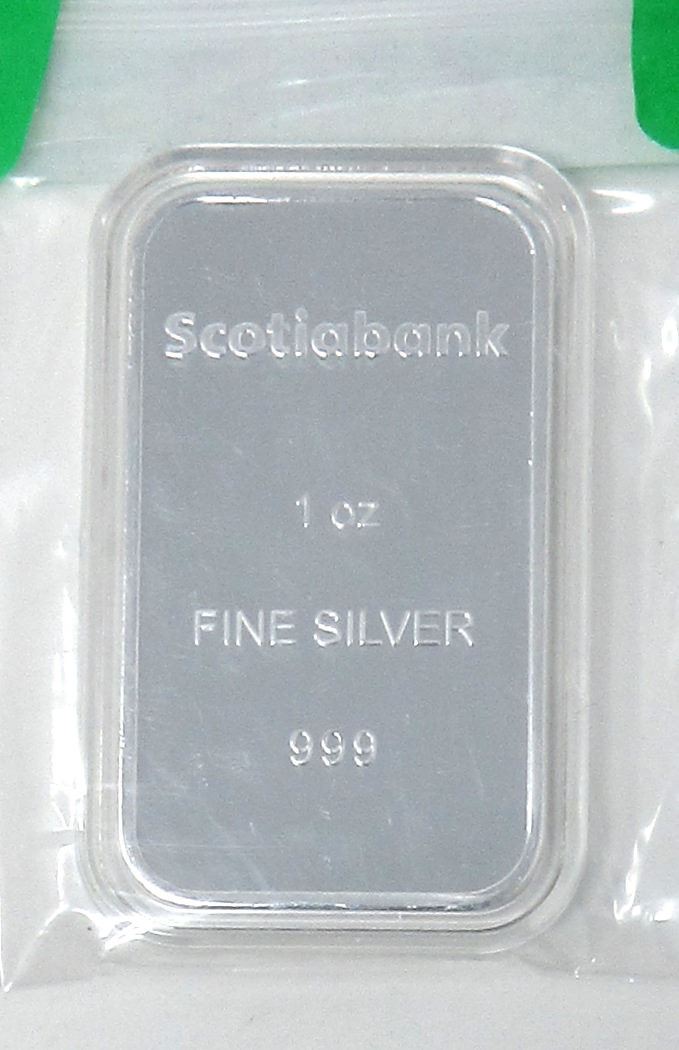 Scotiabank
1 oz
FINE SILVER
999